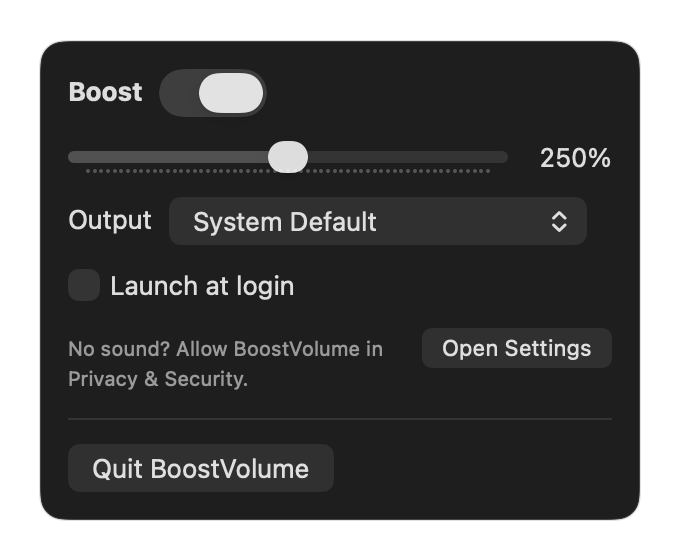 Boost
250%
Output System Default
Launch at login
No sound? Allow BoostVolume in
Privacy & Security.
Open Settings
Quit BoostVolume